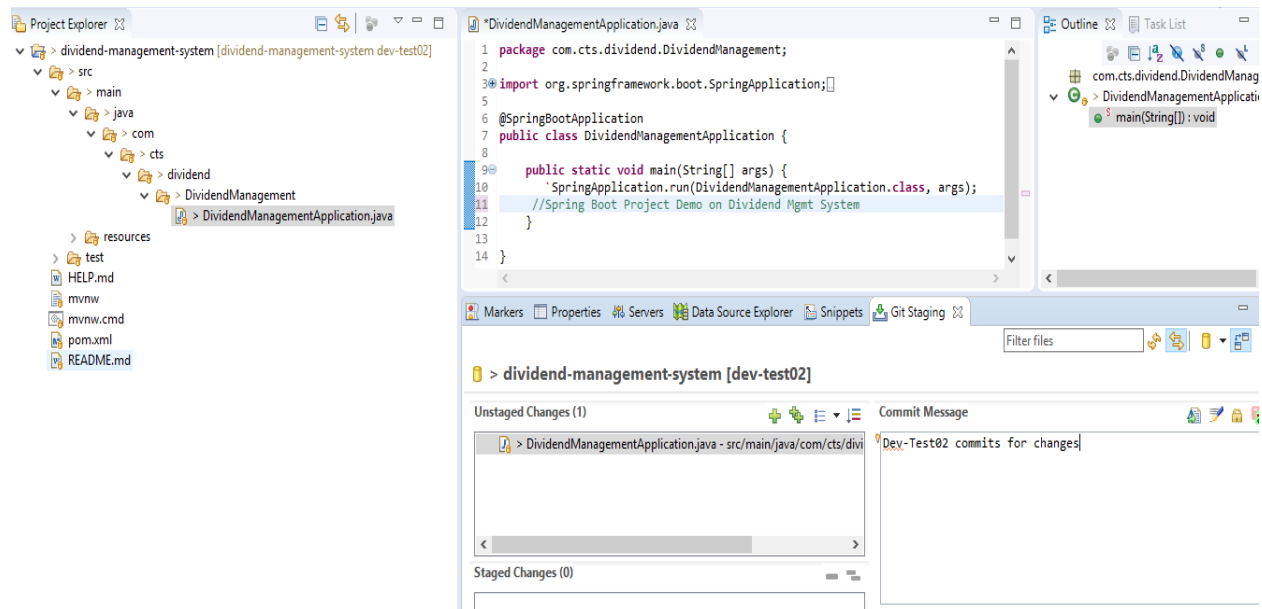 Project Explorer
> dividend-management-system [dividend-management-system dev-test02]
> src
> main
> java
> com
> cts
> dividend
> DividendManagement
> DividendManagementApplication.java
resources
test
HELP.md
mvnw
mvnw.cmd
pom.xml
README.md
*DividendManagementApplication.java
1 package com.cts.dividend.DividendManagement;
2
3 import org.springframework.boot.SpringApplication;
5
6 @SpringBootApplication
7 public class DividendManagementApplication {
8
9 public static void main(String[] args) {
10 `SpringApplication.run(DividendManagementApplication.class, args);
11 //Spring Boot Project Demo on Dividend Mgmt System
12 }
13
14 }
Outline Task List
com.cts.dividend.DividendManag
> DividendManagementApplicati
main(String[]) : void
Markers Properties Servers Data Source Explorer Snippets Git Staging
Filter files
> dividend-management-system [dev-test02]
Unstaged Changes (1)
> DividendManagementApplication.java - src/main/java/com/cts/divi
Staged Changes (0)
Commit Message
Dev-Test02 commits for changes